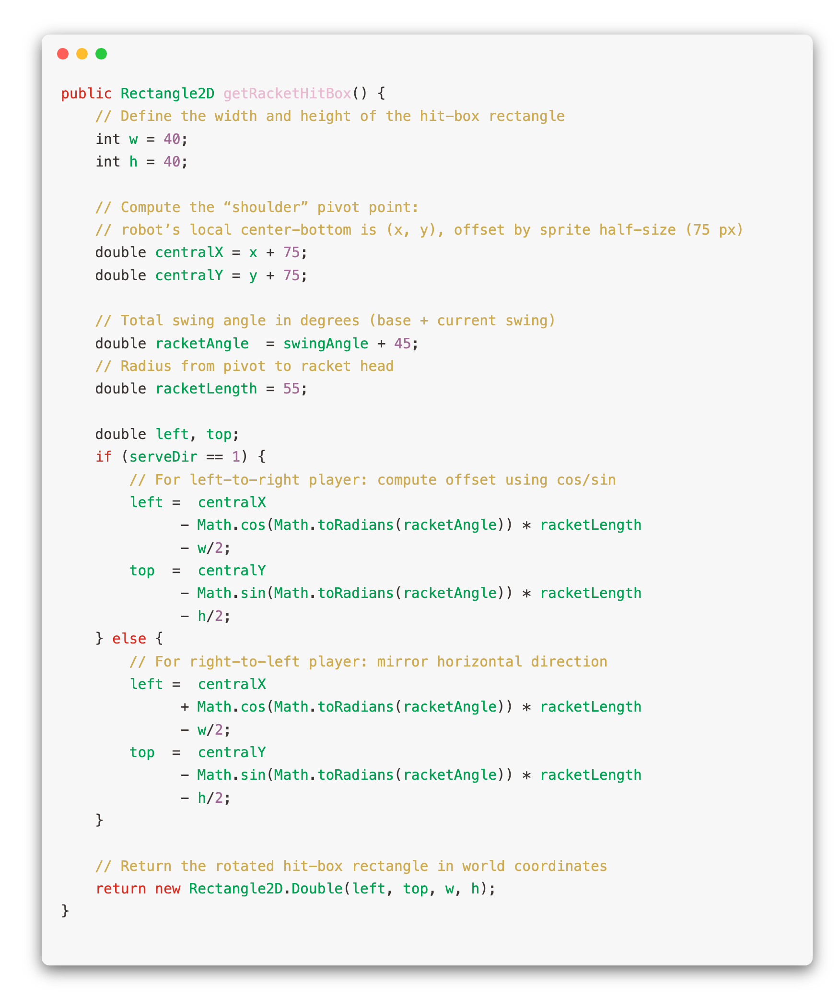 public Rectangle2D getRacketHitBox() {
    // Define the width and height of the hit-box rectangle
    int w = 40;
    int h = 40;

    // Compute the “shoulder” pivot point:
    // robot’s local center-bottom is (x, y), offset by sprite half-size (75 px)
    double centralX = x + 75;
    double centralY = y + 75;

    // Total swing angle in degrees (base + current swing)
    double racketAngle  = swingAngle + 45;
    // Radius from pivot to racket head
    double racketLength = 55;

    double left, top;
    if (serveDir == 1) {
        // For left-to-right player: compute offset using cos/sin
        left =  centralX
              - Math.cos(Math.toRadians(racketAngle)) * racketLength
              - w/2;
        top  =  centralY
              - Math.sin(Math.toRadians(racketAngle)) * racketLength
              - h/2;
    } else {
        // For right-to-left player: mirror horizontal direction
        left =  centralX
              + Math.cos(Math.toRadians(racketAngle)) * racketLength
              - w/2;
        top  =  centralY
              - Math.sin(Math.toRadians(racketAngle)) * racketLength
              - h/2;
    }

    // Return the rotated hit-box rectangle in world coordinates
    return new Rectangle2D.Double(left, top, w, h);
}